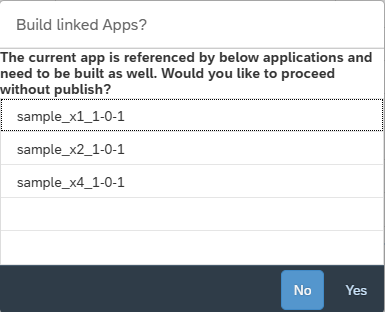 Build linked Apps?
The current app is referenced by below applications and
need to be built as well. Would you like to proceed
without publish?
sample_x1_1-0-1
sample_x2_1-0-1
sample_x4_1-0-1
No Yes